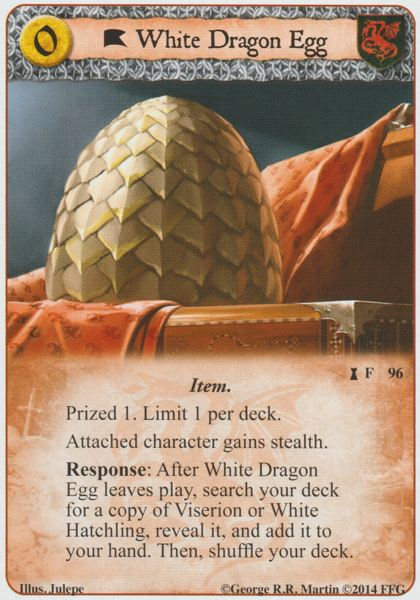 0 White Dragon Egg
F 96
Item.
Prized 1. Limit 1 per deck.
Attached character gains stealth.
Response: After White Dragon
Egg leaves play, search your deck
for a copy of Viserion or White
Hatchling, reveal it, and add it to
your hand. Then, shuffle your deck.
Illus. Julepe ©George R.R. Martin ©2014 FFG